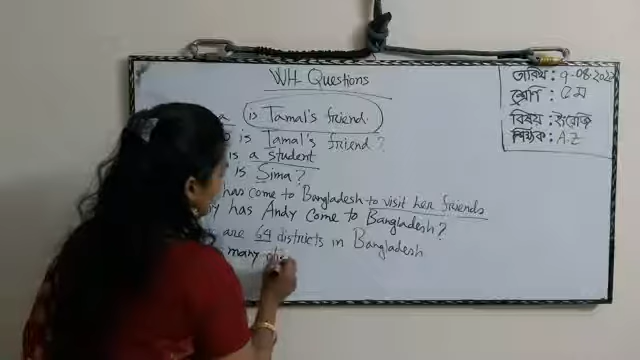 WH Questions
is Tamal's friend.
is Tamal's friend?
is a student
is Sima?
has come to Bangladesh to visit her friends
has Andy come to Bangladesh?
are 64 districts in Bangladesh
many
তারিখ: 9-08-2022
শ্রেণি: ৫ম
বিষয়: ইংরেজি
শিক্ষক: A.Z